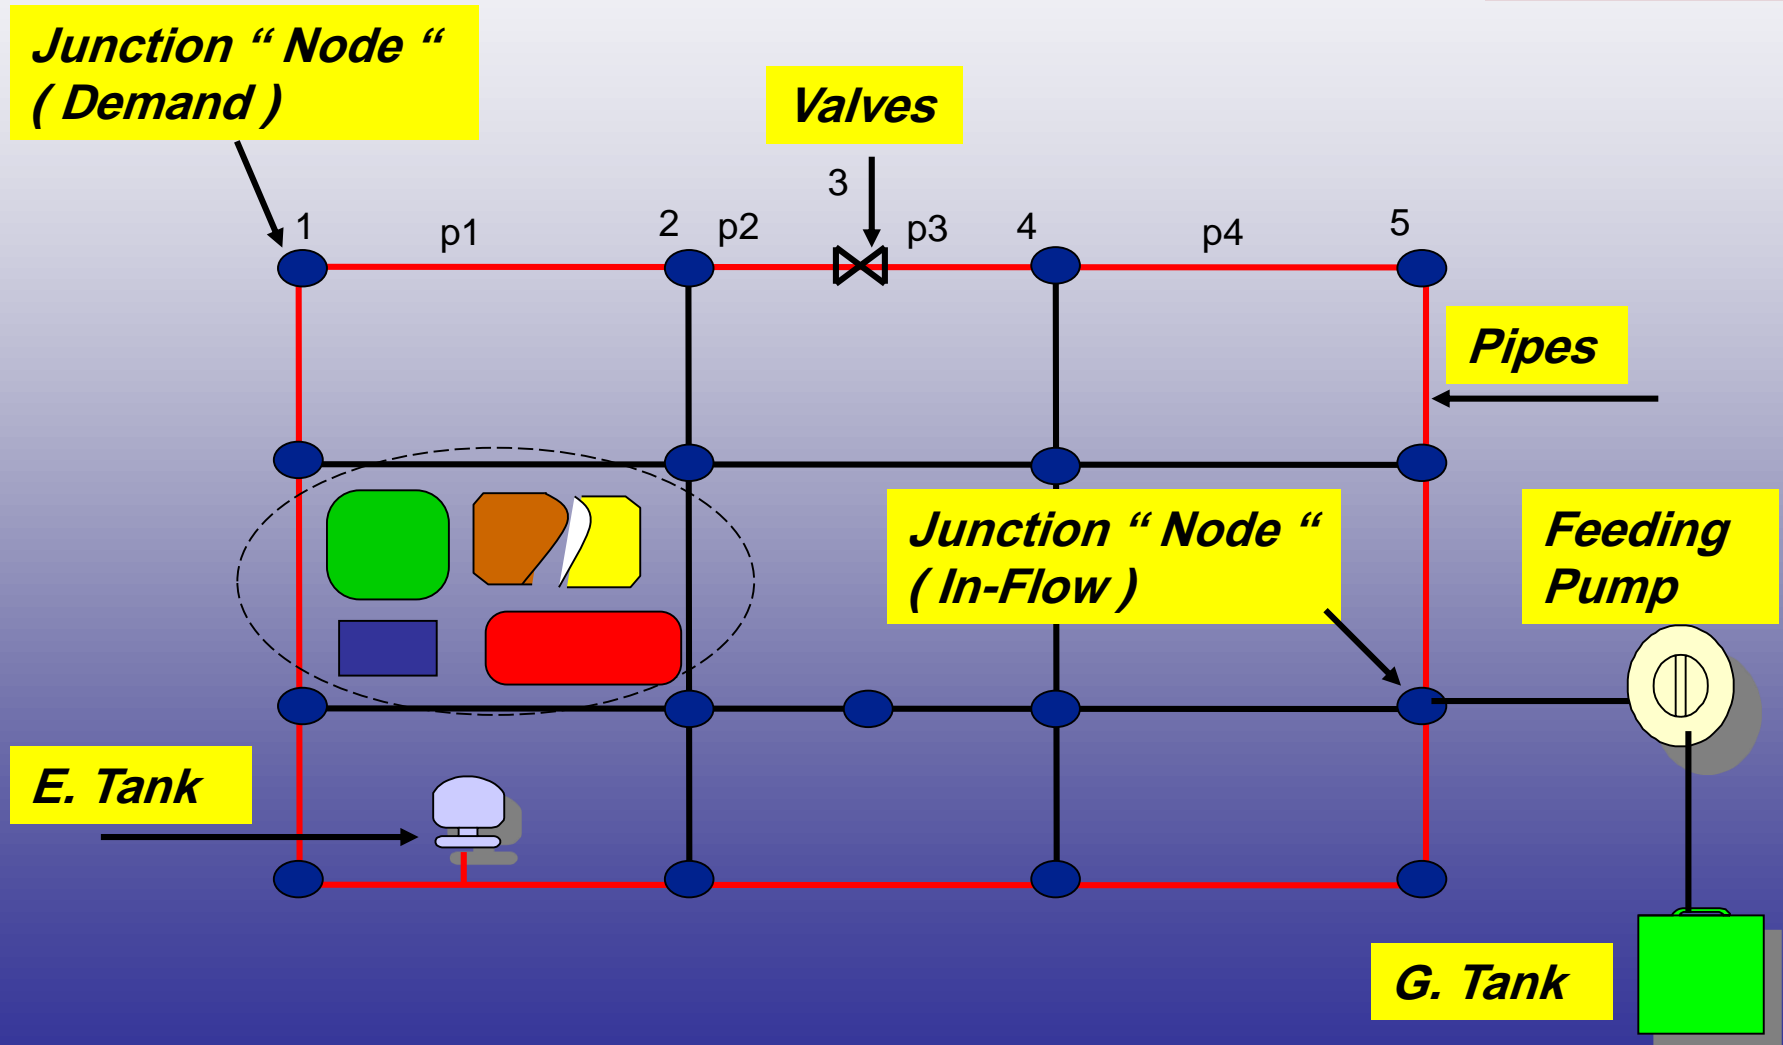 Junction “ Node “
( Demand )
Valves
3
1
p1
2
p2
p3
4
p4
5
Pipes
Junction “ Node “
( In-Flow )
Feeding
Pump
E. Tank
G. Tank